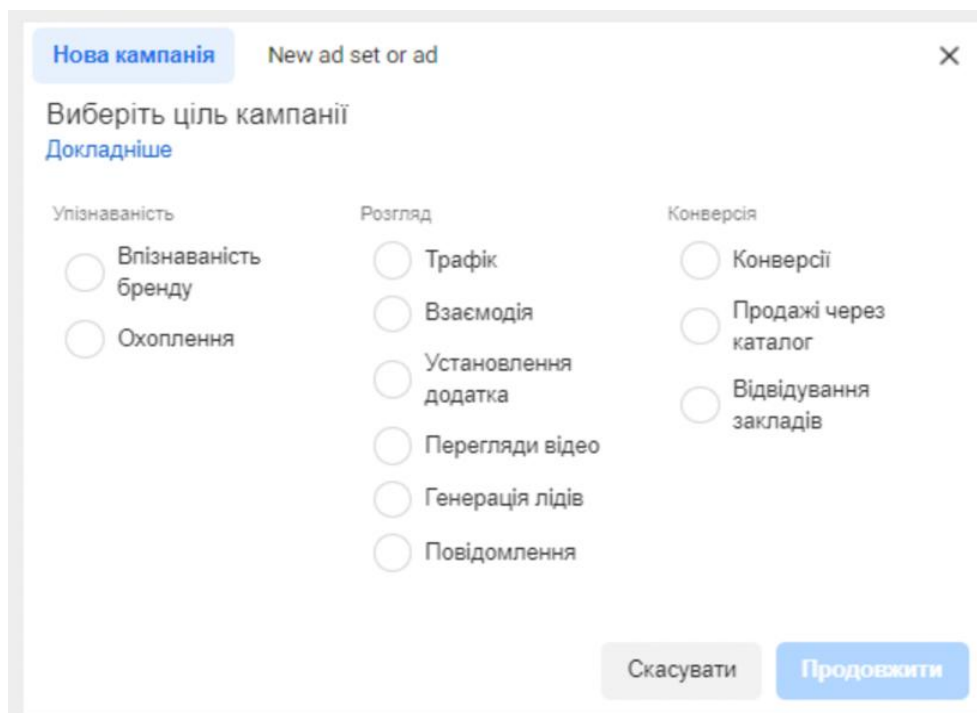 Нова кампанія New ad set or ad
Виберіть ціль кампанії
Докладніше
Упізнаваність
Впізнаваність
бренду
Охоплення
Розгляд
Трафік
Взаємодія
Установлення
додатка
Перегляди відео
Генерація лідів
Повідомлення
Конверсія
Конверсії
Продажі через
каталог
Відвідування
закладів
Скасувати Продовжити